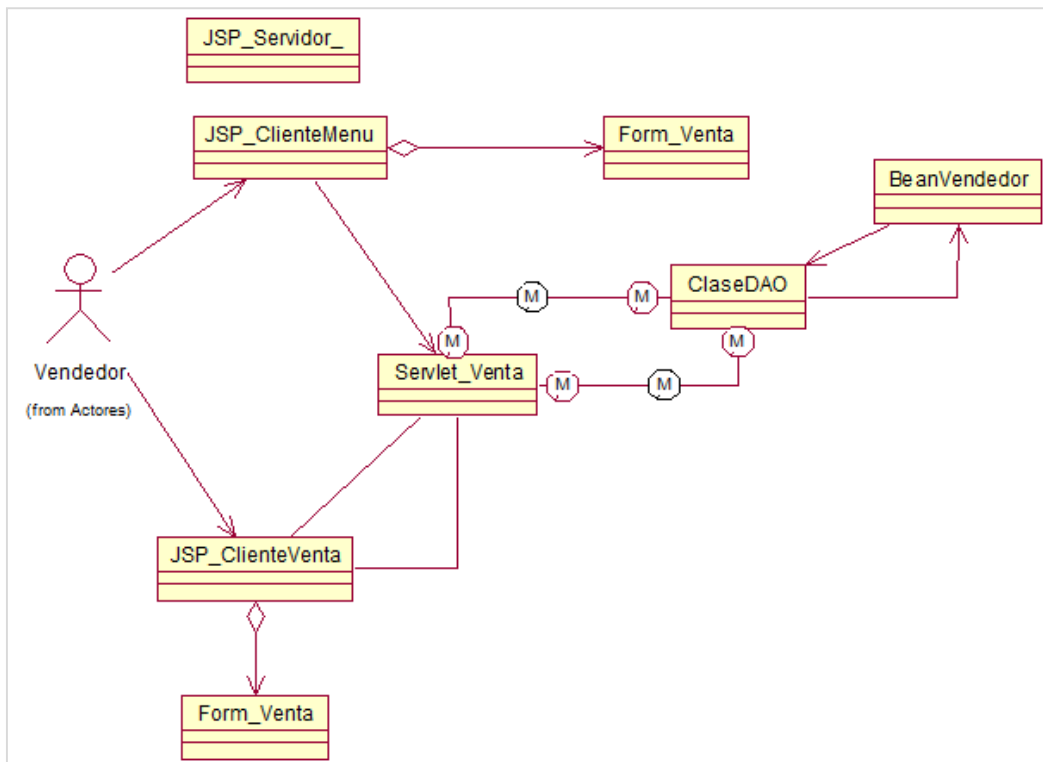 JSP_Servidor_
JSP_ClienteMenu
Form_Venta
BeanVendedor
ClaseDAO
M
M
M
M
Servlet_Venta
M
M
Vendedor
(from Actores)
JSP_ClienteVenta
Form_Venta